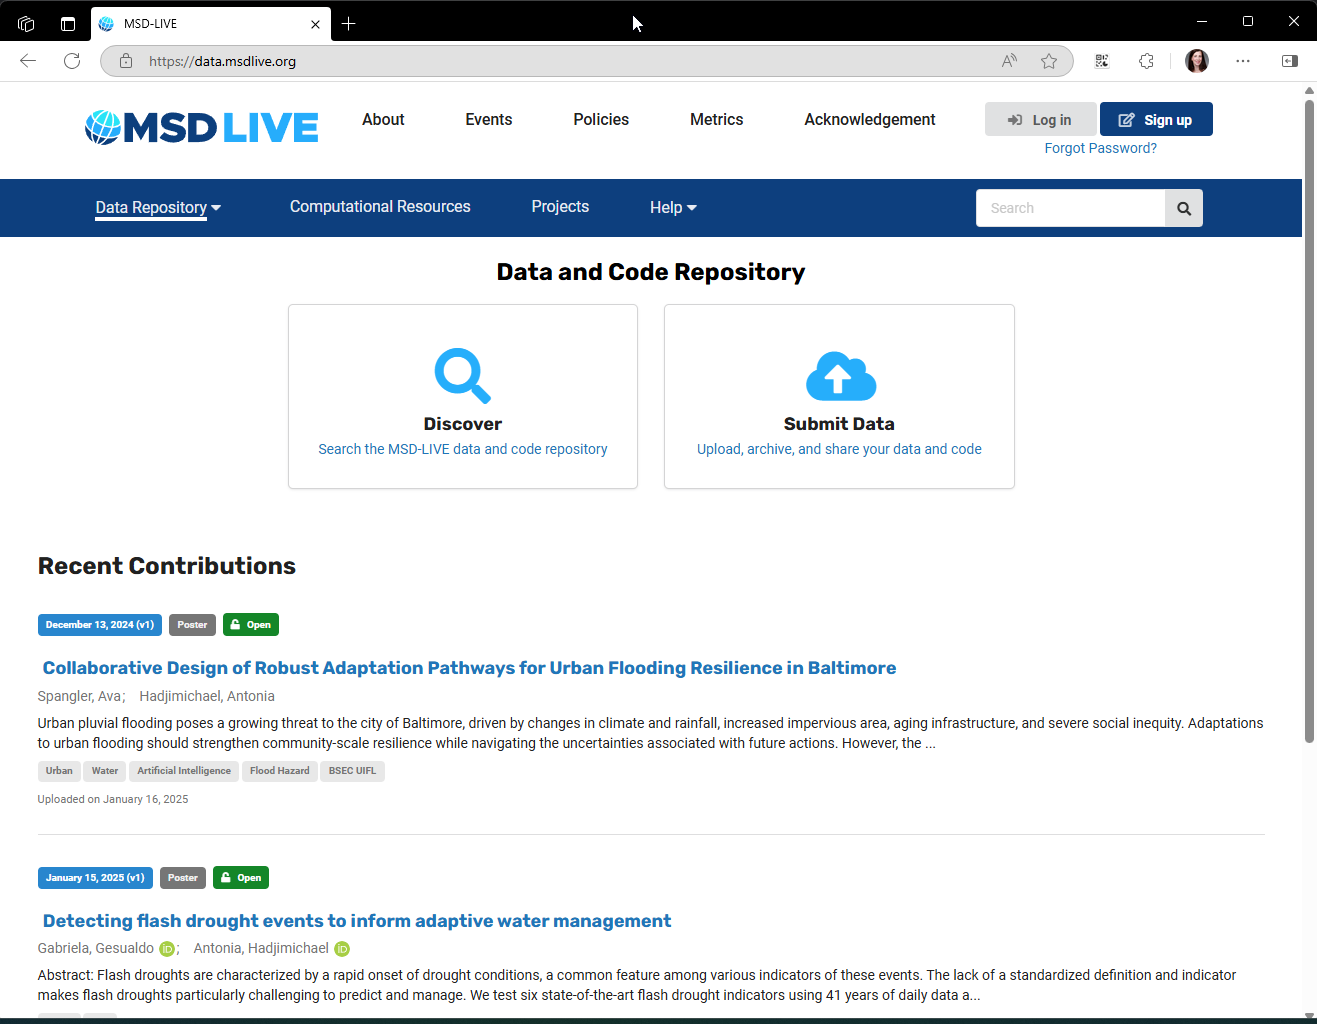 MSD-LIVE
https://data.msdlive.org
MSD LIVE
About
Events
Policies
Metrics
Acknowledgement
Log in
Sign up
Forgot Password?
Data Repository
Computational Resources
Projects
Help
Search
Data and Code Repository
Discover
Search the MSD-LIVE data and code repository
Submit Data
Upload, archive, and share your data and code
Recent Contributions
December 13, 2024 (v1) Poster Open
Collaborative Design of Robust Adaptation Pathways for Urban Flooding Resilience in Baltimore
Spangler, Ava; Hadjimichael, Antonia
Urban pluvial flooding poses a growing threat to the city of Baltimore, driven by changes in climate and rainfall, increased impervious area, aging infrastructure, and severe social inequity. Adaptations
to urban flooding should strengthen community-scale resilience while navigating the uncertainties associated with future actions. However, the ...
Urban Water Artificial Intelligence Flood Hazard BSEC UIFL
Uploaded on January 16, 2025
January 15, 2025 (v1) Poster Open
Detecting flash drought events to inform adaptive water management
Gabriela, Gesualdo iD; Antonia, Hadjimichael iD
Abstract: Flash droughts are characterized by a rapid onset of drought conditions, a common feature among various indicators of these events. The lack of a standardized definition and indicator
makes flash droughts particularly challenging to predict and manage. We test six state-of-the-art flash drought indicators using 41 years of daily data a...